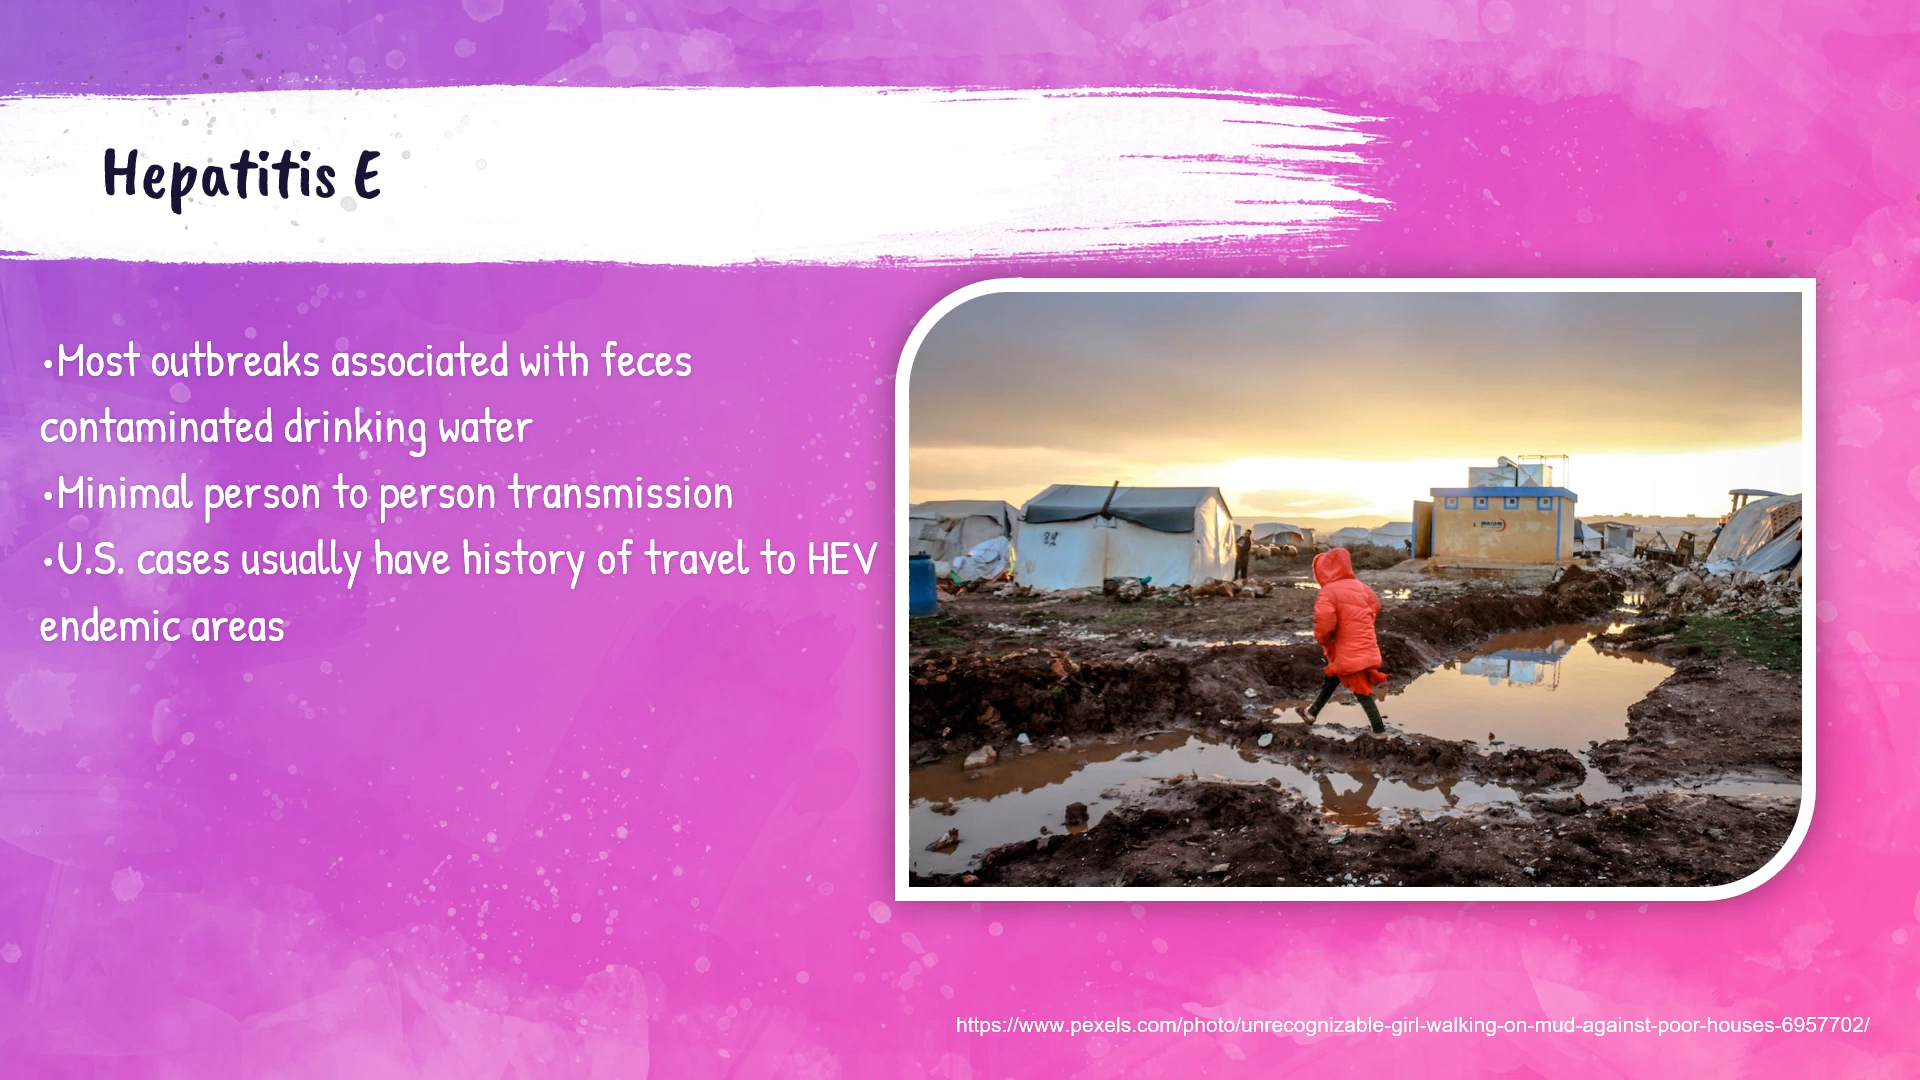 Hepatitis E
•Most outbreaks associated with feces
contaminated drinking water
•Minimal person to person transmission
•U.S. cases usually have history of travel to HEV
endemic areas
https://www.pexels.com/photo/unrecognizable-girl-walking-on-mud-against-poor-houses-6957702/